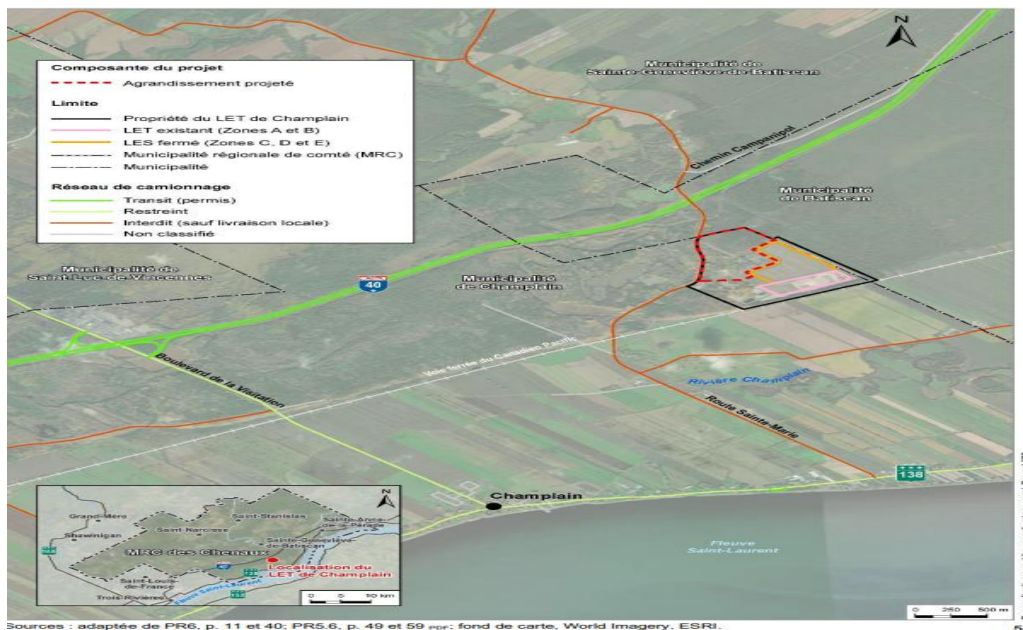 N
Composante du projet
Agrandissement projeté
Limite
Propriété du LET de Champlain
LET existant (Zones A et B)
LES fermé (Zones C, D et E)
Municipalité régionale de comté (MRC)
Municipalité
Réseau de camionnage
Transit (permis)
Restreint
Interdit (sauf livraison locale)
Non classifié
Municipalité de
Sainte-Geneviève-de-Batiscan
Chemin Campanipol
Municipalité
de Batiscan
Municipalité de
Saint-Luc-de-Vincennes
Municipalité
de Champlain
40
Voie ferrée du Canadien Pacific
Boulevard de la Visitation
Rivière Champlain
Route Sainte-Marie
138
Champlain
Fleuve
Saint-Laurent
N
Grand-Mère
Shawinigan
Saint-Stanislas
Saint-Narcisse
Sainte-Anne-
de-la-Pérade
Sainte-Geneviève-
de-Batiscan
MRC des Chenaux
Localisation du
LET de Champlain
Saint-Louis-
de-France
Trois-Rivières
Fleuve Saint-Laurent
0 5 10 km
0 250 500 m
Sources : adaptée de PR6, p. 11 et 40; PR5.6, p. 49 et 59 PDF; fond de carte, World Imagery, ESRI.